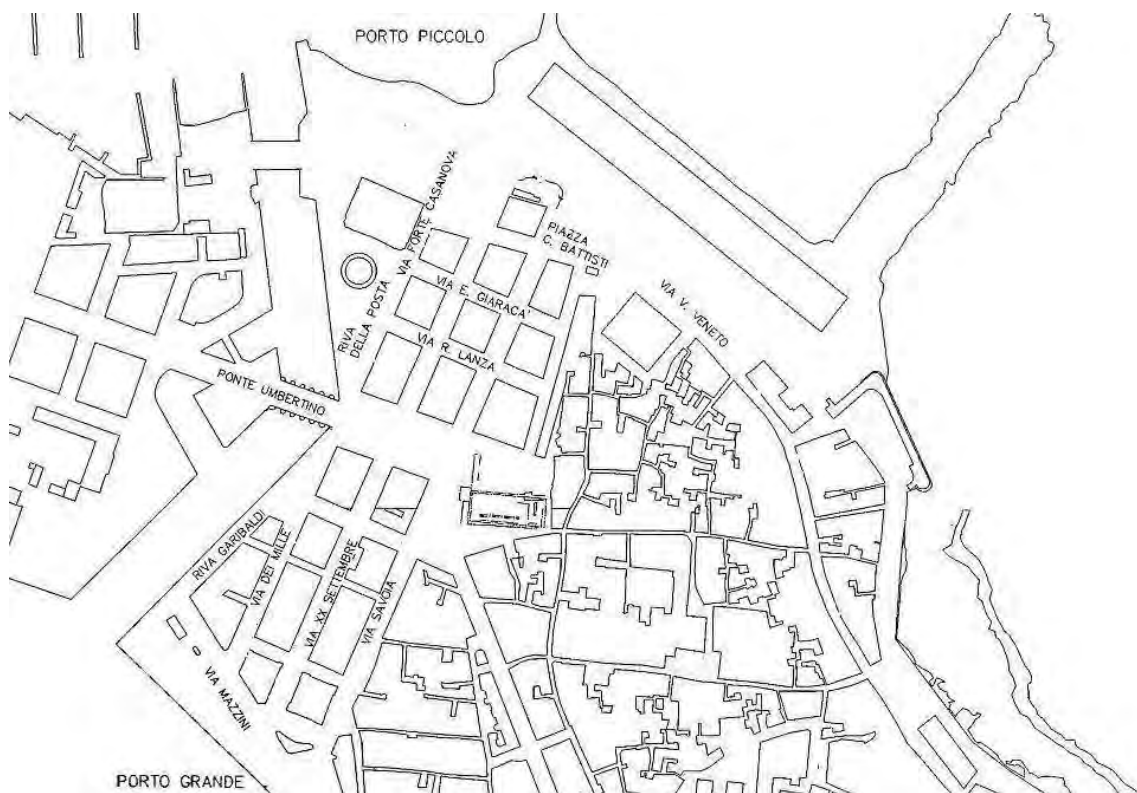 PORTO PICCOLO
VIA FORTE CASANOVA
PIAZZA
C. BATTISTI
VIA E. GIARACA'
VIA V. VENETO
RIVA
DELLA POSTA
VIA R. LANZA
PONTE UMBERTINO
RIVA GARIBALDI
VIA DEI MILLE
VIA XX SETTEMBRE
VIA SAVOIA
VIA MAZZINI
PORTO GRANDE